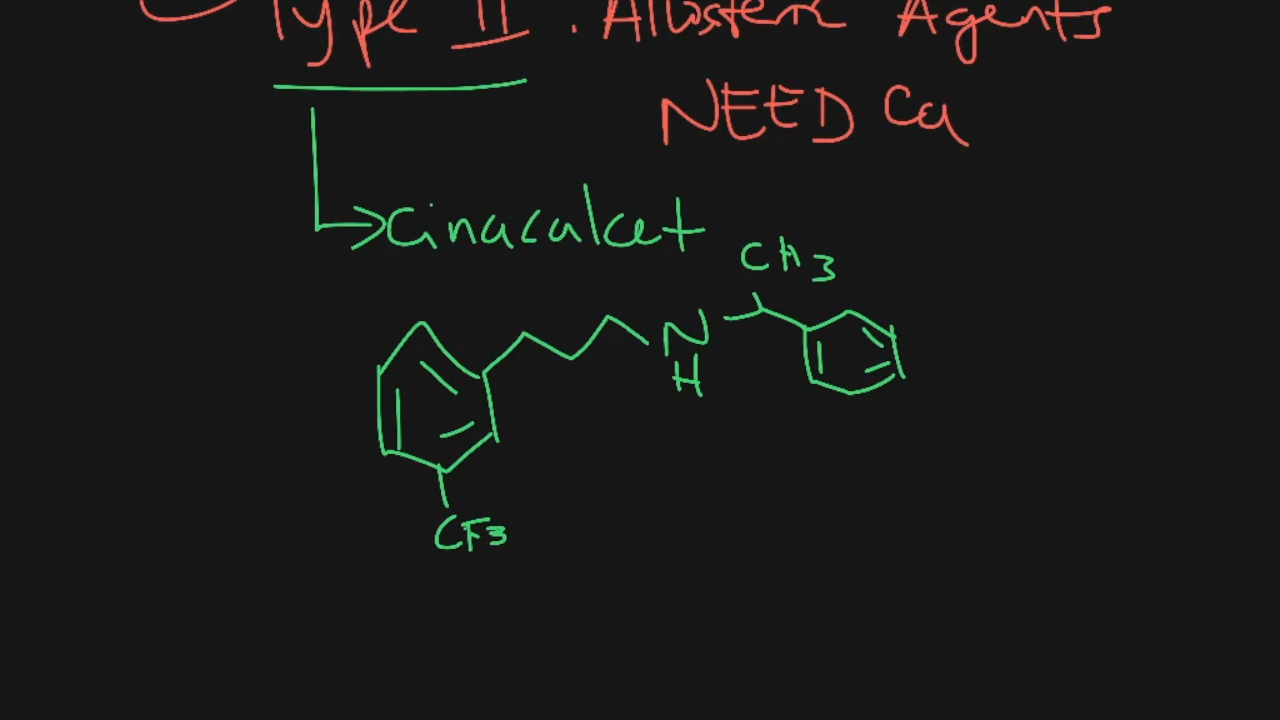 Type II. Allosteric Agents
NEED Ca
Cinacalcet
CH3
N
H
CF3